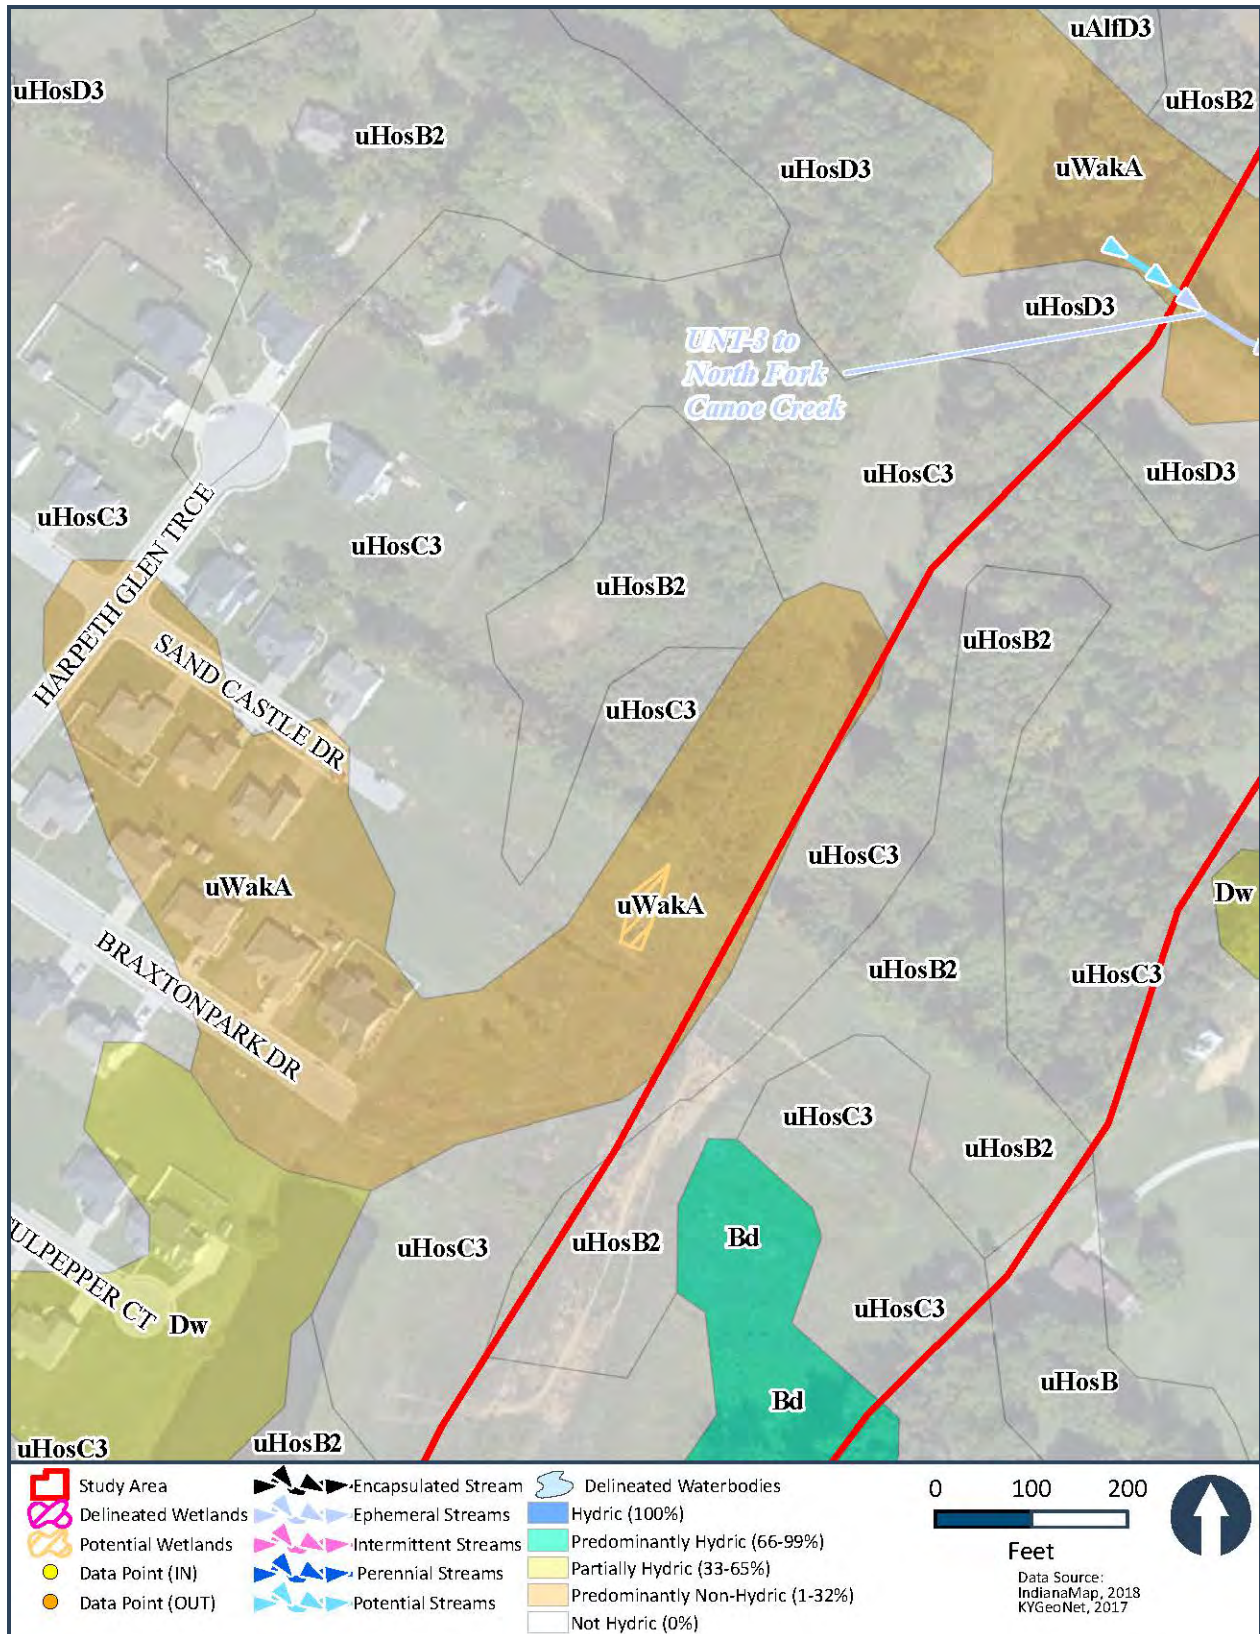 uAlfD3
uHosD3
uHosB2
uHosB2
uHosD3
uWakA
uHosD3
UNT-3 to
North Fork
Canoe Creek
uHosC3
uHosD3
uHosC3
uHosC3
HARPETH GLEN TRCE
uHosB2
uHosB2
SAND CASTLE DR
uHosC3
uHosC3
uWakA
uWakA
Dw
BRAXTONPARK DR
uHosB2
uHosC3
uHosC3
uHosB2
uHosC3
uHosB2
Bd
ULPEPPER CT
Dw
uHosC3
uHosB
Bd
uHosC3
uHosB2
Study Area
Delineated Wetlands
Potential Wetlands
Data Point (IN)
Data Point (OUT)
Encapsulated Stream
Ephemeral Streams
Intermittent Streams
Perennial Streams
Potential Streams
Delineated Waterbodies
Hydric (100%)
Predominantly Hydric (66-99%)
Partially Hydric (33-65%)
Predominantly Non-Hydric (1-32%)
Not Hydric (0%)
0 100 200
Feet
Data Source:
IndianaMap, 2018
KYGeoNet, 2017